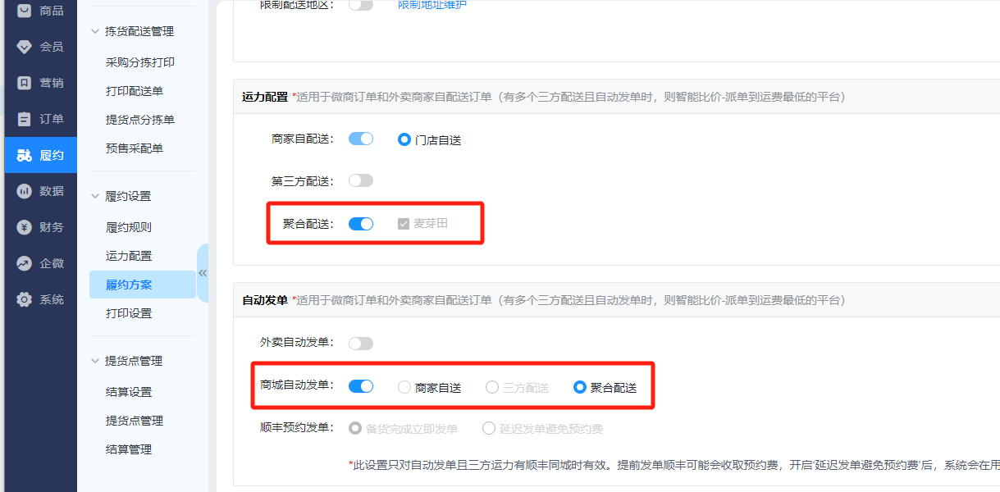 商品
会员
营销
订单
履约
数据
财务
企微
系统
拣货配送管理
采购分拣打印
打印配送单
提货点分拣单
预售采配单
履约设置
履约规则
运力配置
履约方案
打印设置
提货点管理
结算设置
提货点管理
结算管理
限制配送地区： 限制地址维护
运力配置 *适用于微商订单和外卖商家自配送订单（有多个三方配送且自动发单时，则智能比价-派单到运费最低的平台）
商家自配送： 门店自送
第三方配送：
聚合配送： 麦芽田
自动发单 *适用于微商订单和外卖商家自配送订单（有多个三方配送且自动发单时，则智能比价-派单到运费最低的平台）
外卖自动发单：
商城自动发单： 商家自送 三方配送 聚合配送
顺丰预约发单： 备货完成立即发单 延迟发单避免预约费
*此设置只对自动发单且三方运力有顺丰同城时有效。提前发单顺丰可能会收取预约费，开启'延迟发单避免预约费'后，系统会在用